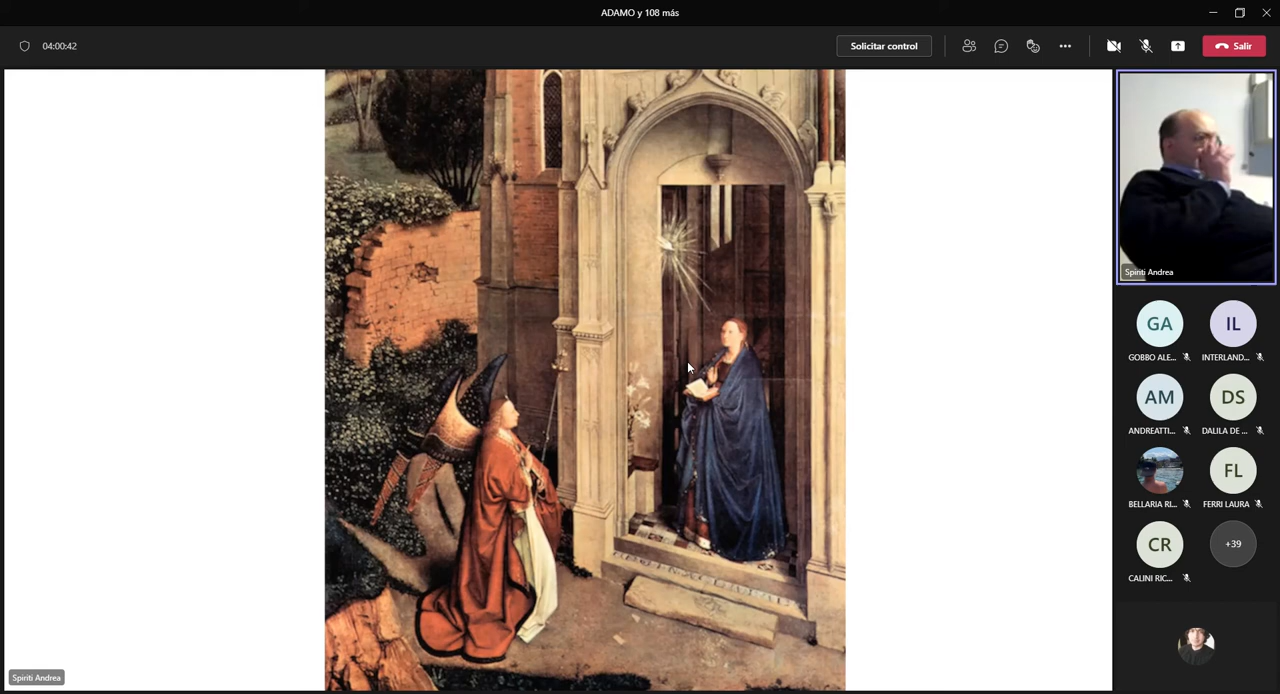 ADAMO y 108 más
04:00:42
Solicitar control
Salir
Spiriti Andrea
GA
IL
GOBBO ALE...
INTERLAND...
AM
DS
ANDREATTI...
DALILA DE ...
FL
BELLARIA RI...
FERRI LAURA
CR
+39
CALINI RIC...
Spiriti Andrea